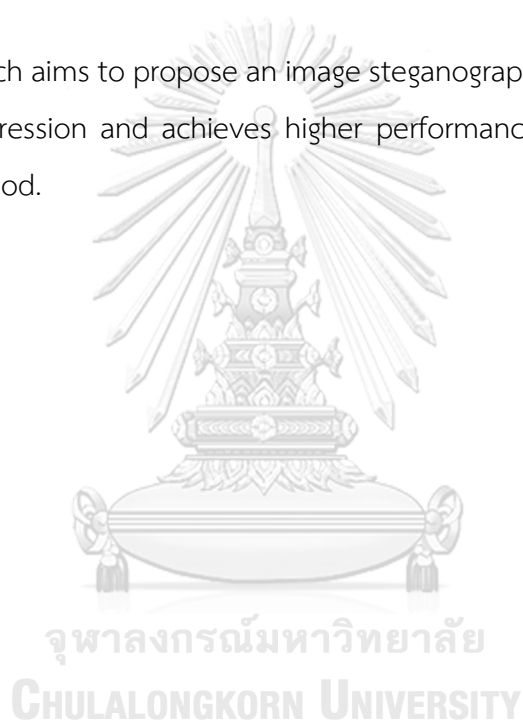 ch aims to propose an image steganograp
ression and achieves higher performanc
od.
จุฬาลงกรณ์มหาวิทยาลัย
CHULALONGKORN UNIVERSITY